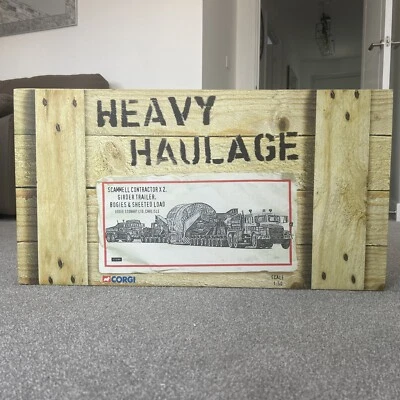 HEAVY
HAULAGE
SCAMMELL CONTRACTOR X 2,
GIRDER TRAILER,
BOGIES & SHEETED LOAD
CORGI
SCALE
1:50